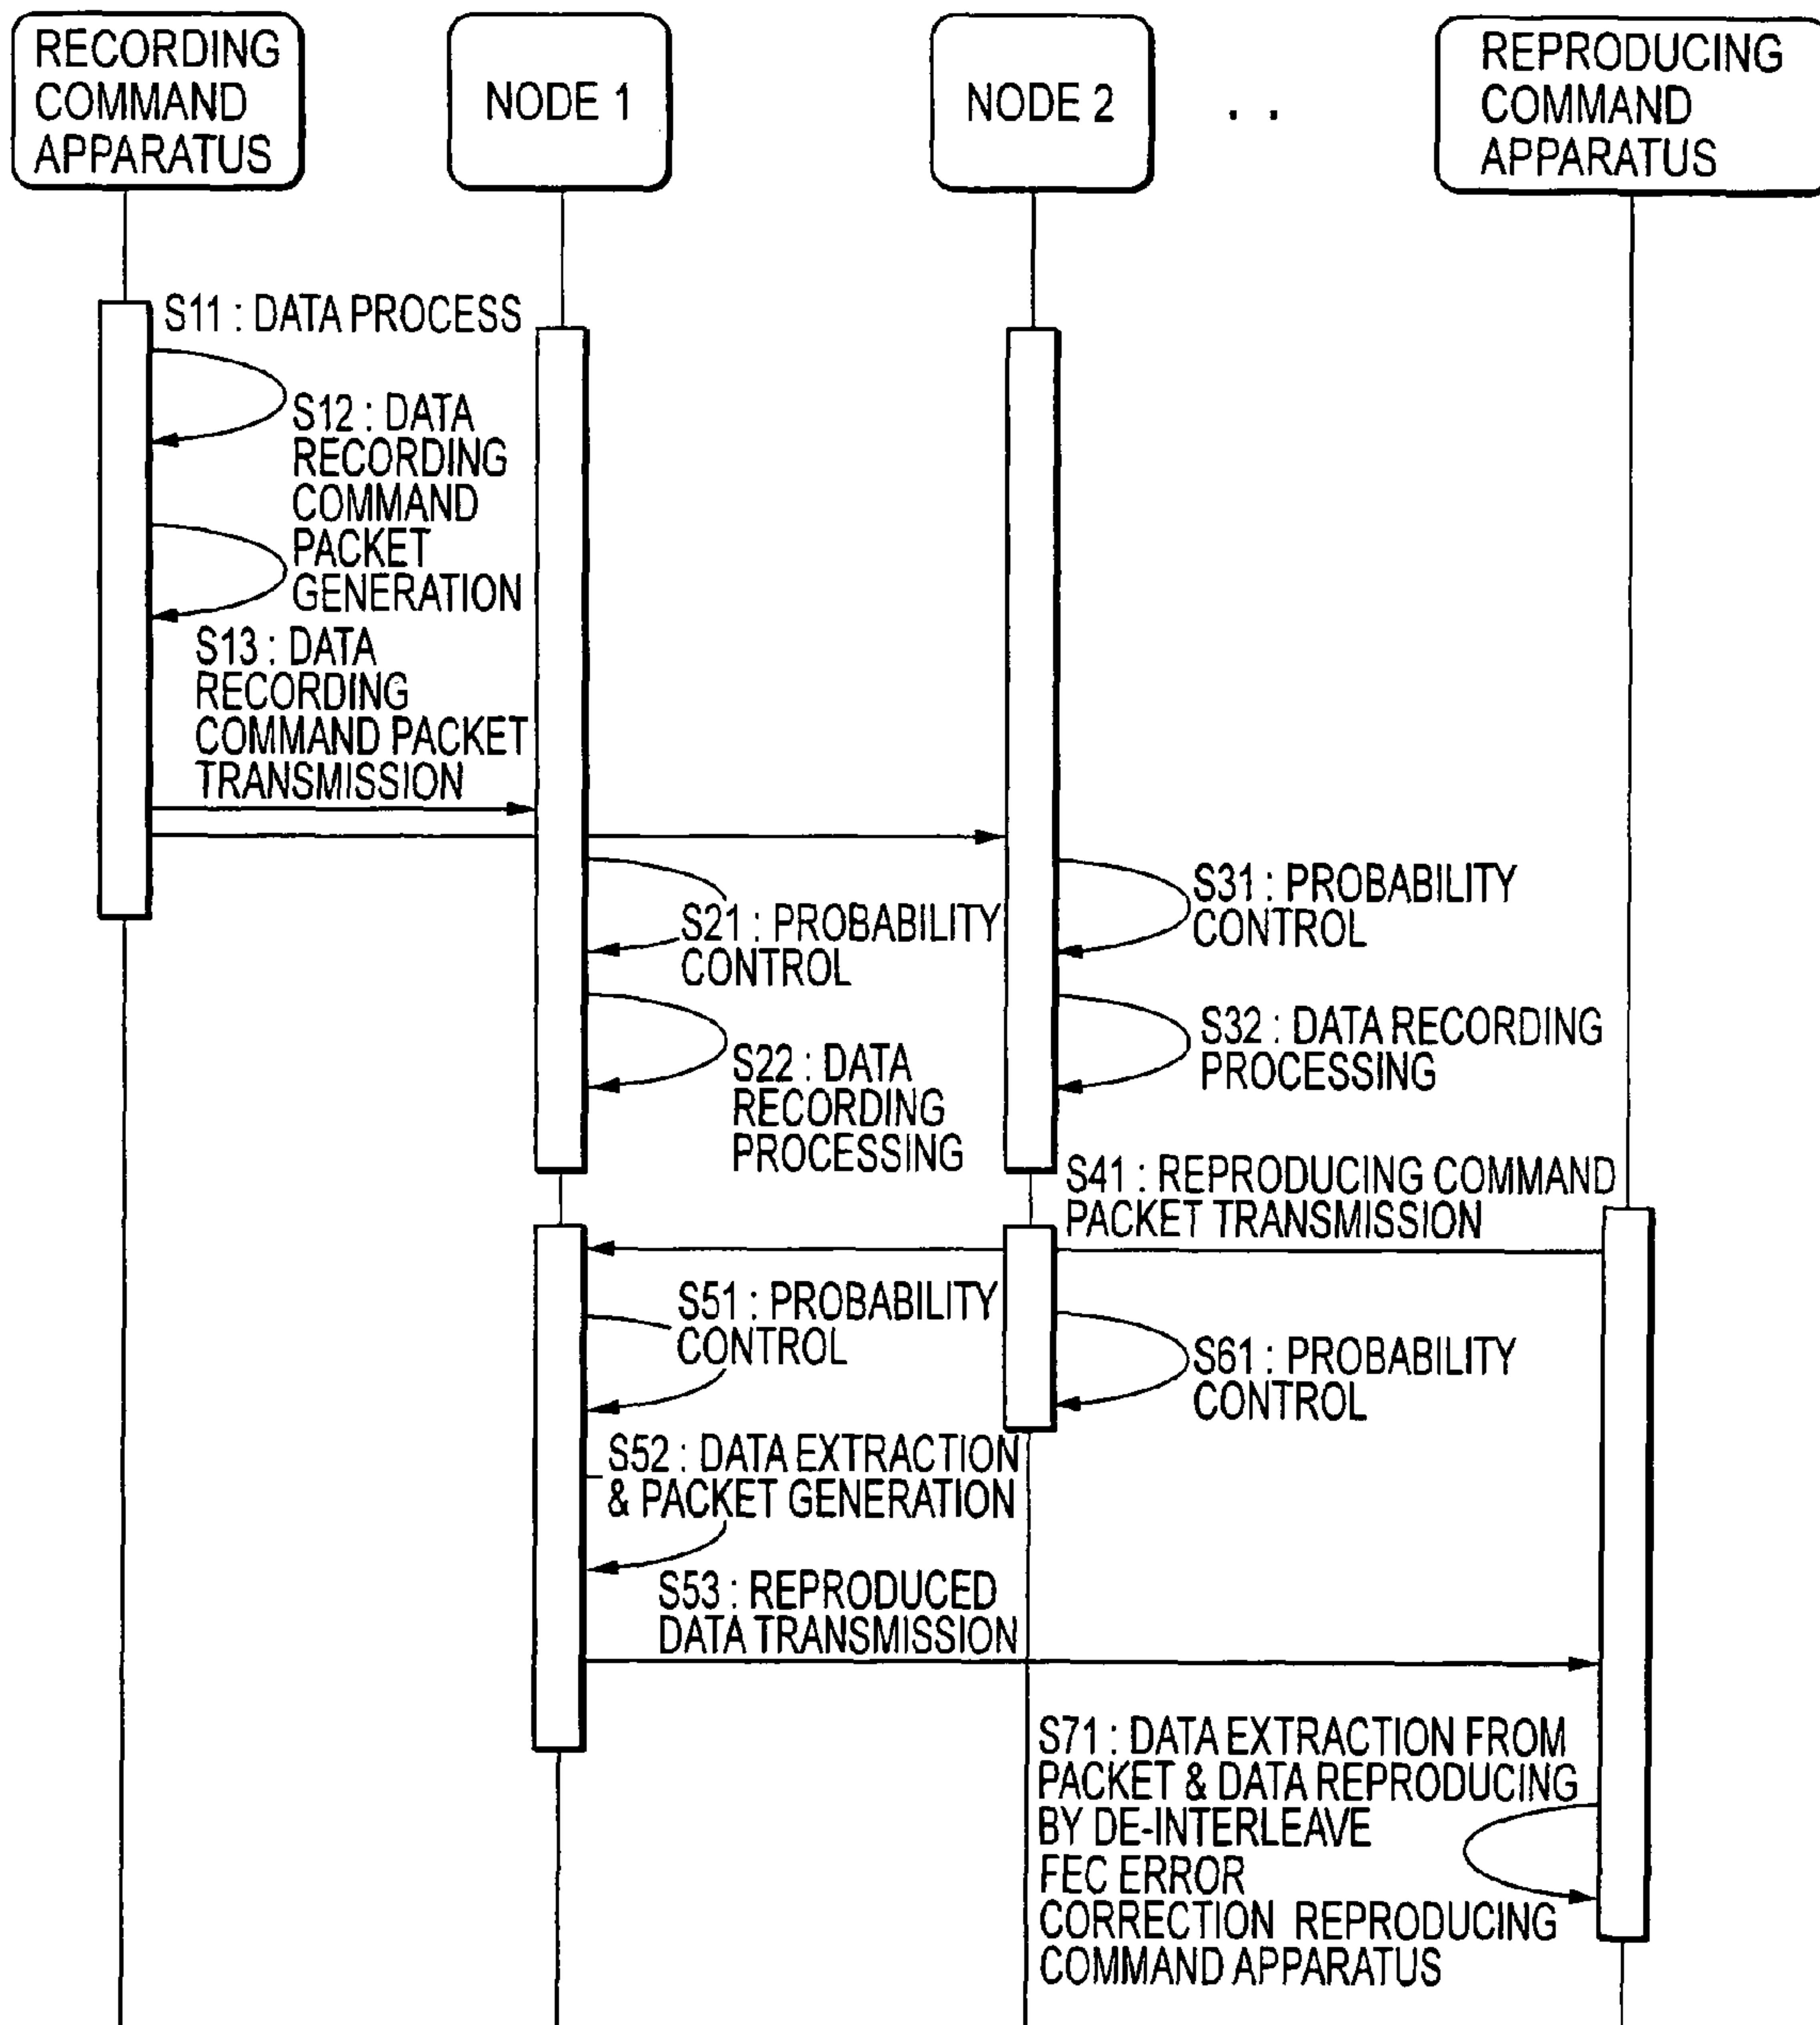 RECORDING
COMMAND
APPARATUS
NODE 1
NODE 2
. .
REPRODUCING
COMMAND
APPARATUS
S11 : DATA PROCESS
S12 : DATA
RECORDING
COMMAND
PACKET
GENERATION
S13 : DATA
RECORDING
COMMAND PACKET
TRANSMISSION
S21 : PROBABILITY
CONTROL
S31 : PROBABILITY
CONTROL
S22 : DATA
RECORDING
PROCESSING
S32 : DATA RECORDING
PROCESSING
S41 : REPRODUCING COMMAND
PACKET TRANSMISSION
S51 : PROBABILITY
CONTROL
S61 : PROBABILITY
CONTROL
S52 : DATA EXTRACTION
& PACKET GENERATION
S53 : REPRODUCED
DATA TRANSMISSION
S71 : DATA EXTRACTION FROM
PACKET & DATA REPRODUCING
BY DE-INTERLEAVE
FEC ERROR
CORRECTION REPRODUCING
COMMAND APPARATUS